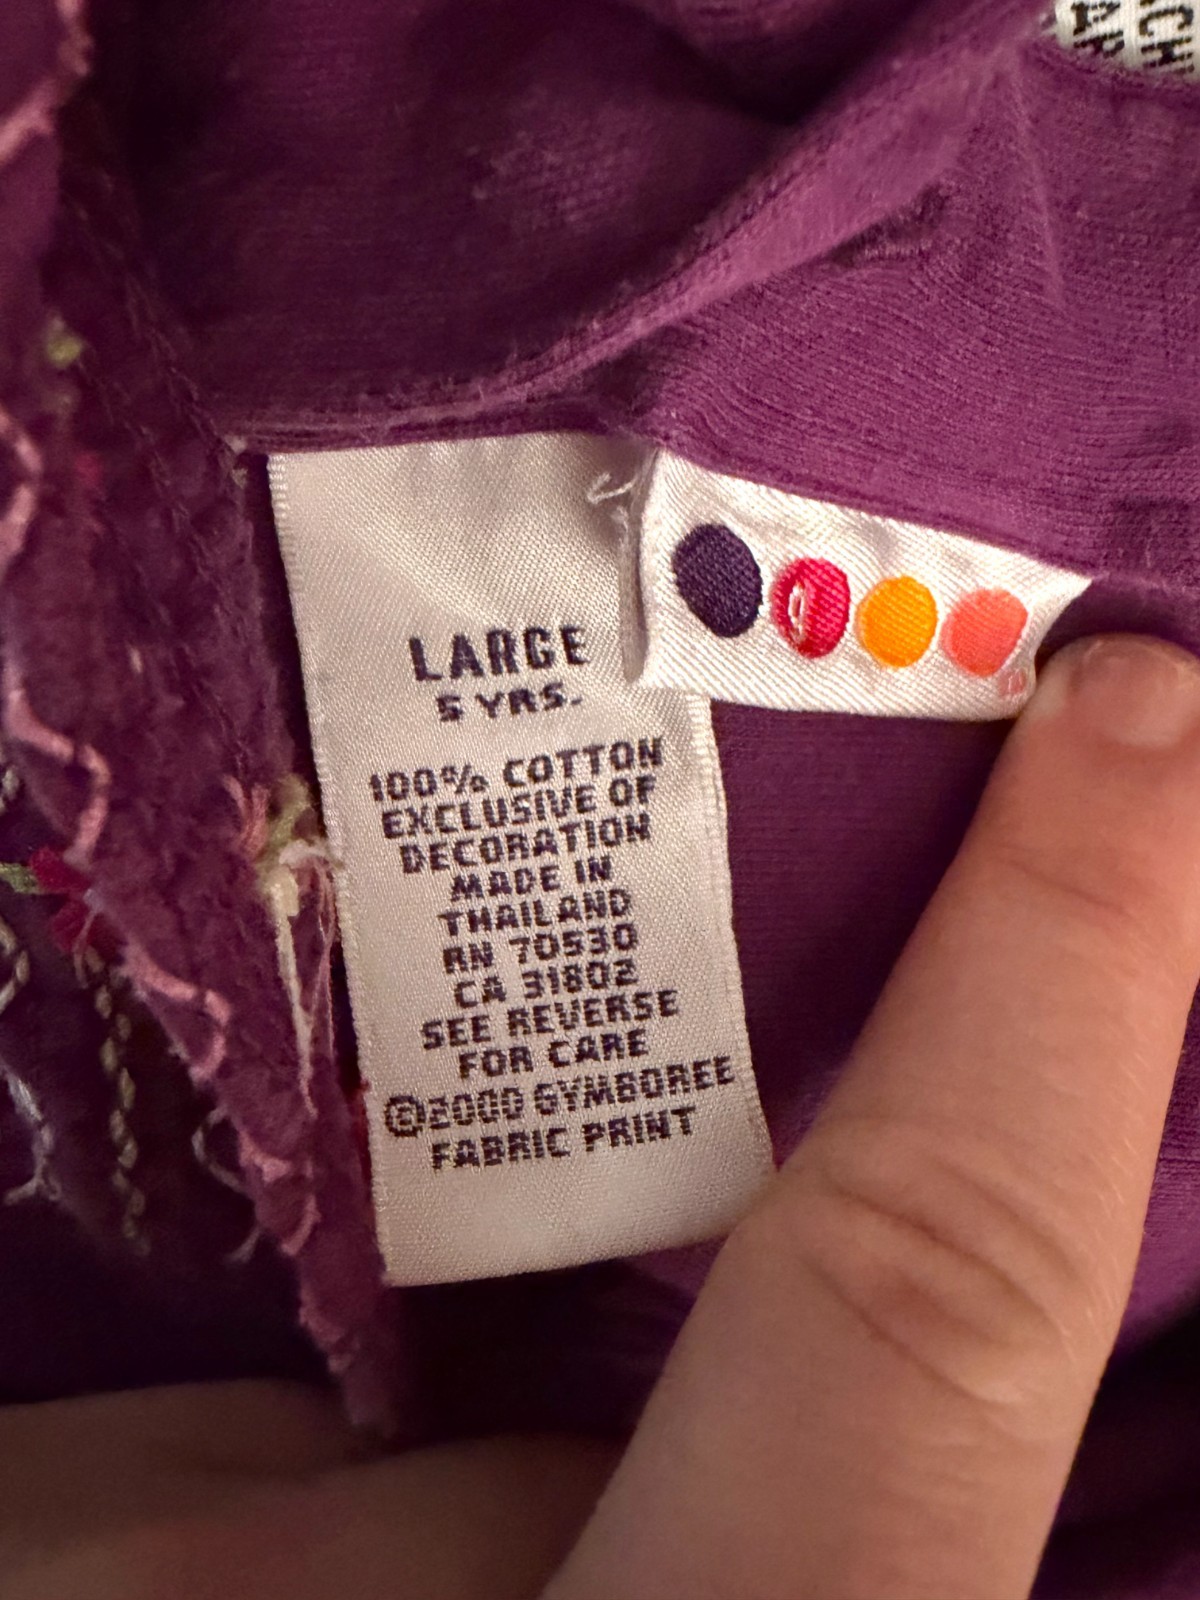 LARGE
5 YRS.
100% COTTON
EXCLUSIVE OF
DECORATION
MADE IN
THAILAND
RN 70530
CA 31802
SEE REVERSE
FOR CARE
©2000 GYMBOREE
FABRIC PRINT